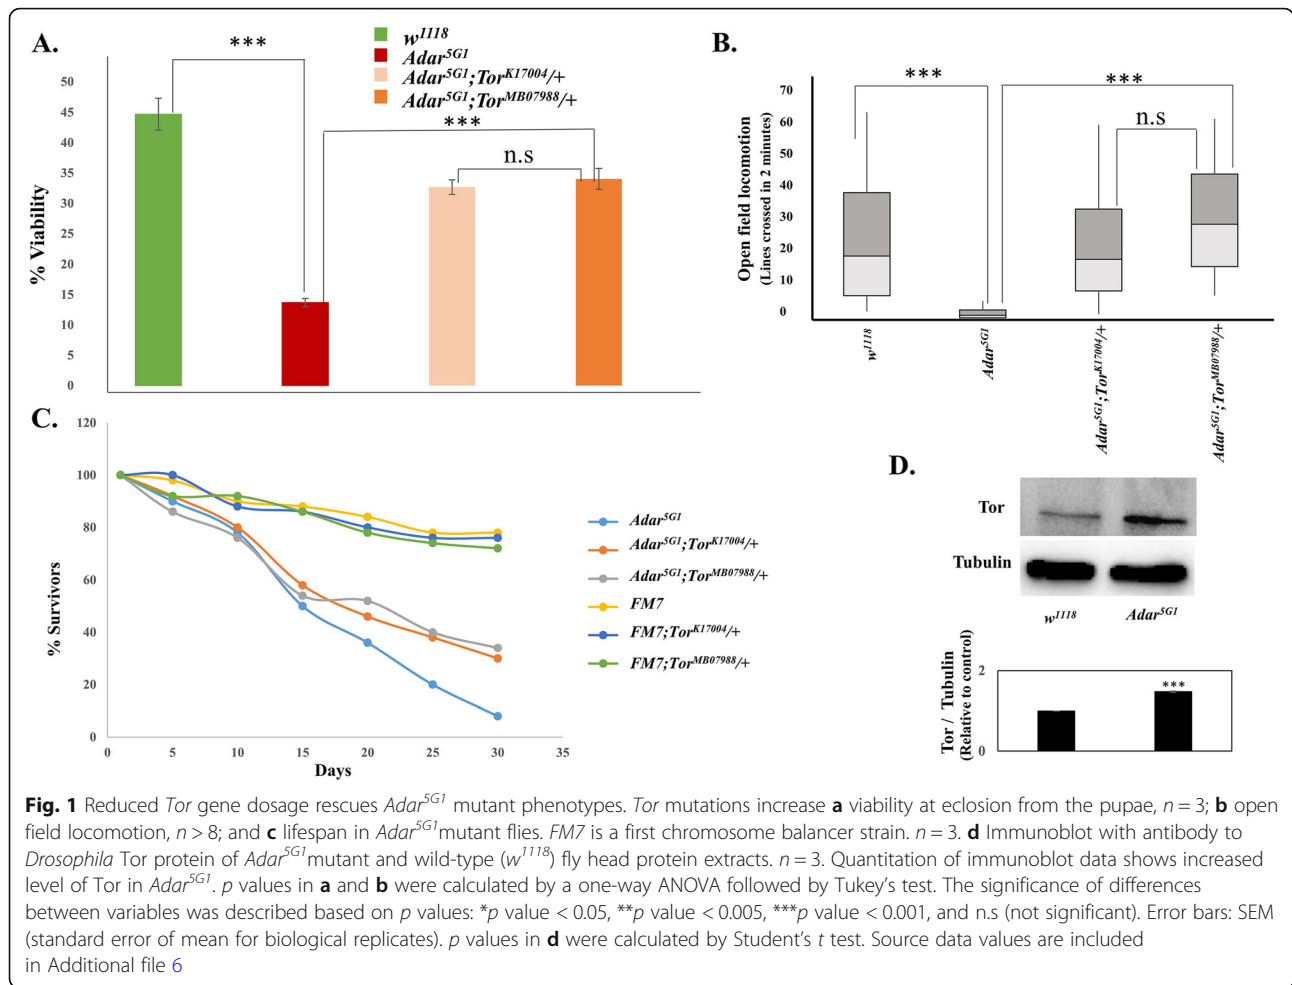 A.
***
w1118
Adar5G1
Adar5G1;TorK17004/+
Adar5G1;TorMB07988/+
***
n.s
% Viability
50
45
40
35
30
25
20
15
10
5
0
B.
***
***
n.s
Open field locomotion
(Lines crossed in 2 minutes)
70
60
50
40
30
20
10
0
w1118
Adar5G1
Adar5G1;TorK17004/+
Adar5G1;TorMB07988/+
C.
% Survivors
120
100
80
60
40
20
0
0 5 10 15 20 25 30 35
Days
Adar5G1
Adar5G1;TorK17004/+
Adar5G1;TorMB07988/+
FM7
FM7;TorK17004/+
FM7;TorMB07988/+
D.
Tor
Tubulin
w1118 Adar5G1
Tor / Tubulin
(Relative to control)
2
0
***
Fig. 1 Reduced Tor gene dosage rescues Adar5G1 mutant phenotypes. Tor mutations increase a viability at eclosion from the pupae, n = 3; b open
field locomotion, n > 8; and c lifespan in Adar5G1mutant flies. FM7 is a first chromosome balancer strain. n = 3. d Immunoblot with antibody to
Drosophila Tor protein of Adar5G1mutant and wild-type (w1118) fly head protein extracts. n = 3. Quantitation of immunoblot data shows increased
level of Tor in Adar5G1. p values in a and b were calculated by a one-way ANOVA followed by Tukey's test. The significance of differences
between variables was described based on p values: *p value < 0.05, **p value < 0.005, ***p value < 0.001, and n.s (not significant). Error bars: SEM
(standard error of mean for biological replicates). p values in d were calculated by Student's t test. Source data values are included
in Additional file 6